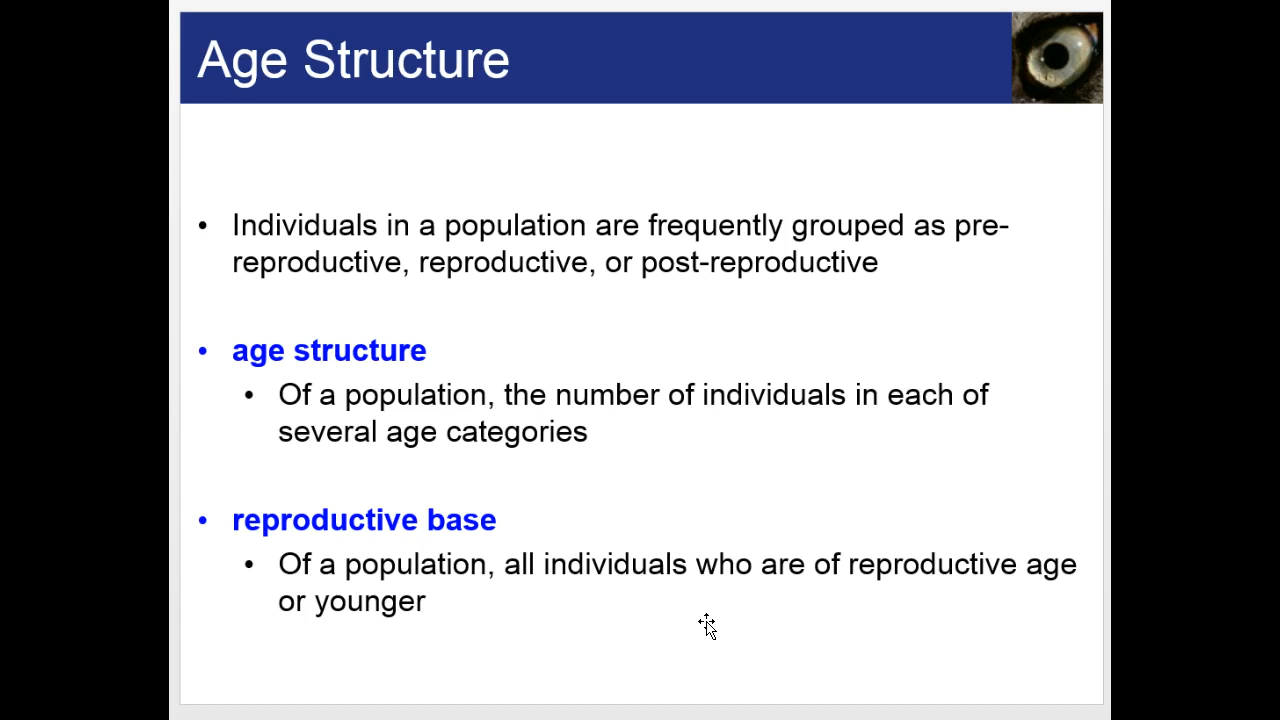 Age Structure
• Individuals in a population are frequently grouped as pre-
reproductive, reproductive, or post-reproductive
• age structure
• Of a population, the number of individuals in each of
several age categories
• reproductive base
• Of a population, all individuals who are of reproductive age
or younger